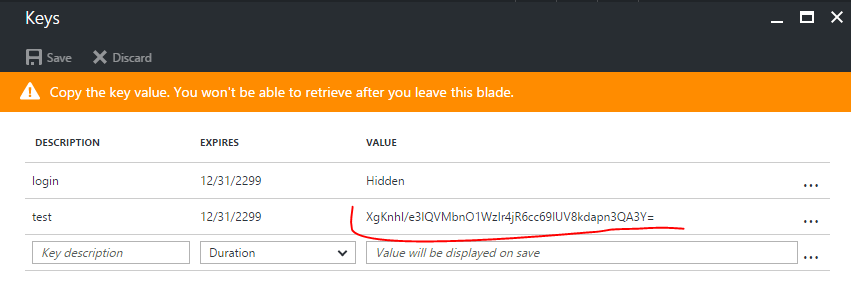 Keys
Save Discard
Copy the key value. You won't be able to retrieve after you leave this blade.
DESCRIPTION EXPIRES VALUE
login 12/31/2299 Hidden ...
test 12/31/2299 XgKnhI/e3IQVMbnO1WzIr4jR6cc69IUV8kdapn3QA3Y= ...
Key description Duration Value will be displayed on save ...